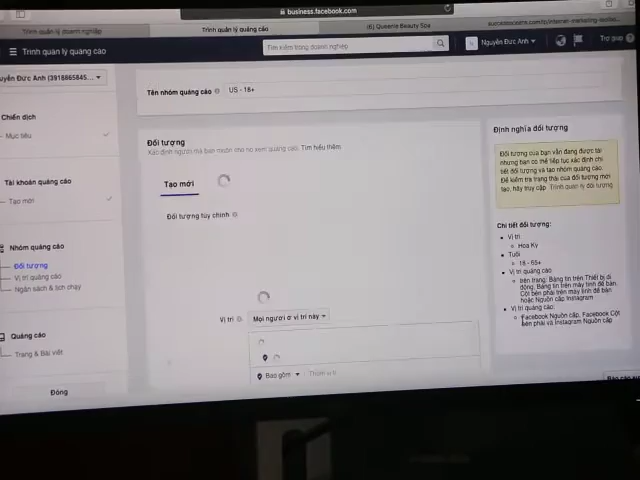 business.facebook.com
Trình quản lý doanh nghiệp
Trình quản lý quảng cáo
(6) Queenie Beauty Spa
Trình quản lý quảng cáo
Tìm kiếm trong doanh nghiệp
Nguyễn Đức Anh
Trợ giúp
uyễn Đức Anh (3918665845...
Chiến dịch
Mục tiêu
Tài khoản quảng cáo
Tạo mới
Nhóm quảng cáo
Đối tượng
Vị trí quảng cáo
Ngân sách & lịch chạy
Quảng cáo
Trang & Bài viết
Đóng
Tên nhóm quảng cáo
US - 18+
Đối tượng
Xác định người mà bạn muốn cho họ xem quảng cáo. Tìm hiểu thêm.
Tạo mới
Đối tượng tùy chỉnh
Vị trí
Mọi người ở vị trí này
Bao gồm
Định nghĩa đối tượng
Đối tượng của bạn vẫn đang được tải
nhưng bạn có thể tiếp tục xác định chi
tiết đối tượng và tạo nhóm quảng cáo.
Để kiểm tra trạng thái của đối tượng mới
tạo, hãy truy cập Trình quản lý đối tượng
Chi tiết đối tượng:
Vị trí:
Hoa Kỳ
Tuổi:
18 - 65+
Vị trí quảng cáo:
trên trang: Bảng tin trên Thiết bị di
động, Bảng tin trên máy tính để bàn,
Cột bên phải trên máy tính để bàn
hoặc Nguồn cấp Instagram
Vị trí quảng cáo:
Facebook Nguồn cấp, Facebook Cột
bên phải và Instagram Nguồn cấp